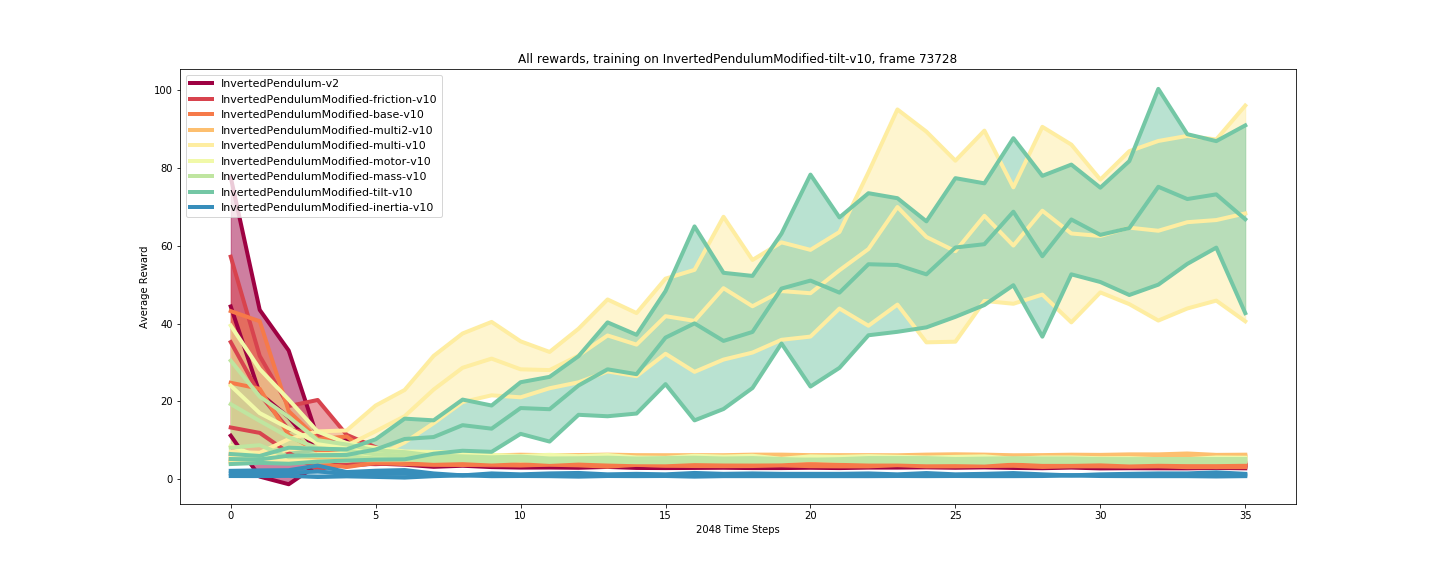 All rewards, training on InvertedPendulumModified-tilt-v10, frame 73728
InvertedPendulum-v2
InvertedPendulumModified-friction-v10
InvertedPendulumModified-base-v10
InvertedPendulumModified-multi2-v10
InvertedPendulumModified-multi-v10
InvertedPendulumModified-motor-v10
InvertedPendulumModified-mass-v10
InvertedPendulumModified-tilt-v10
InvertedPendulumModified-inertia-v10
Average Reward
100
80
60
40
20
0
0 5 10 15 20 25 30 35
2048 Time Steps